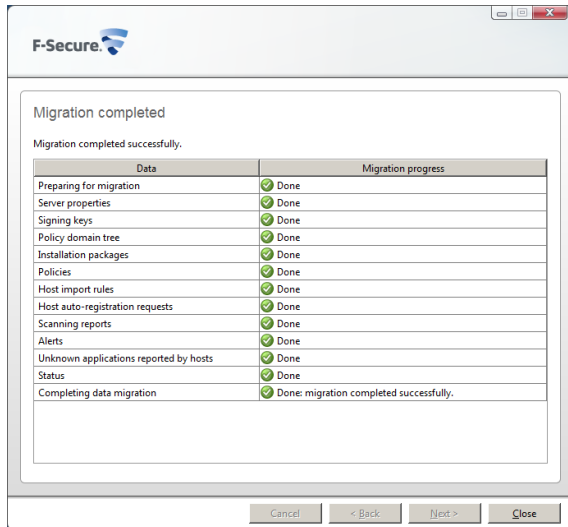 F-Secure.
Migration completed
Migration completed successfully.
Data Migration progress
Preparing for migration Done
Server properties Done
Signing keys Done
Policy domain tree Done
Installation packages Done
Policies Done
Host import rules Done
Host auto-registration requests Done
Scanning reports Done
Alerts Done
Unknown applications reported by hosts Done
Status Done
Completing data migration Done: migration completed successfully.
Cancel < Back Next > Close